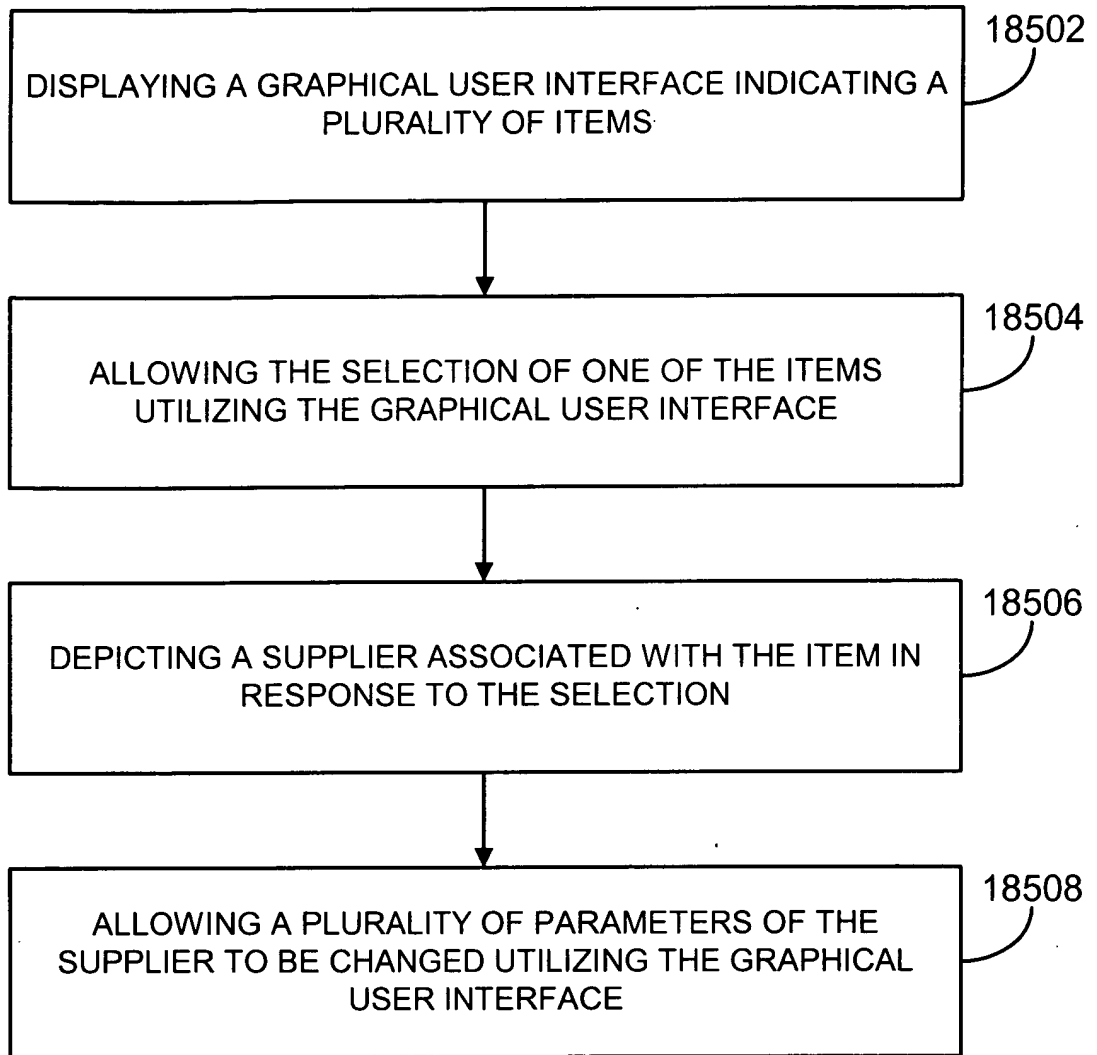 18502
DISPLAYING A GRAPHICAL USER INTERFACE INDICATING A
PLURALITY OF ITEMS
18504
ALLOWING THE SELECTION OF ONE OF THE ITEMS
UTILIZING THE GRAPHICAL USER INTERFACE
18506
DEPICTING A SUPPLIER ASSOCIATED WITH THE ITEM IN
RESPONSE TO THE SELECTION
18508
ALLOWING A PLURALITY OF PARAMETERS OF THE
SUPPLIER TO BE CHANGED UTILIZING THE GRAPHICAL
USER INTERFACE